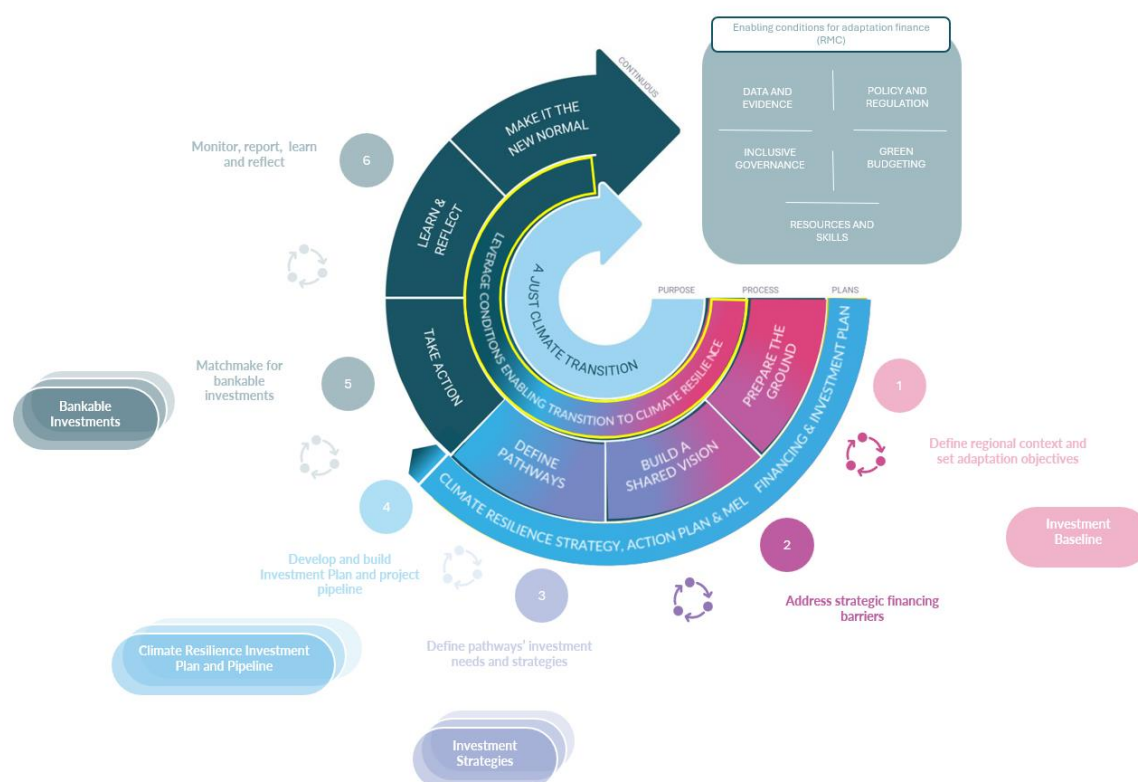 Enabling conditions for adaptation finance
(RMC)
DATA AND
EVIDENCE
POLICY AND
REGULATION
INCLUSIVE
GOVERNANCE
GREEN
BUDGETING
RESOURCES AND
SKILLS
CONTINUOUS
MAKE IT THE
NEW NORMAL
LEARN &
REFLECT
TAKE ACTION
DEFINE
PATHWAYS
BUILD A
SHARED VISION
PREPARE THE
GROUND
LEVERAGE CONDITIONS ENABLING TRANSITION TO CLIMATE RESILIENCE
A JUST CLIMATE TRANSITION
PURPOSE
PROCESS
PLANS
CLIMATE RESILIENCE STRATEGY, ACTION PLAN & MEL
FINANCING & INVESTMENT PLAN
1
Define regional context and
set adaptation objectives
Investment
Baseline
2
Address strategic financing
barriers
3
Define pathways' investment
needs and strategies
Investment
Strategies
4
Develop and build
Investment Plan and project
pipeline
Climate Resilience Investment
Plan and Pipeline
5
Matchmake for
bankable
investments
Bankable
Investments
6
Monitor, report, learn
and reflect